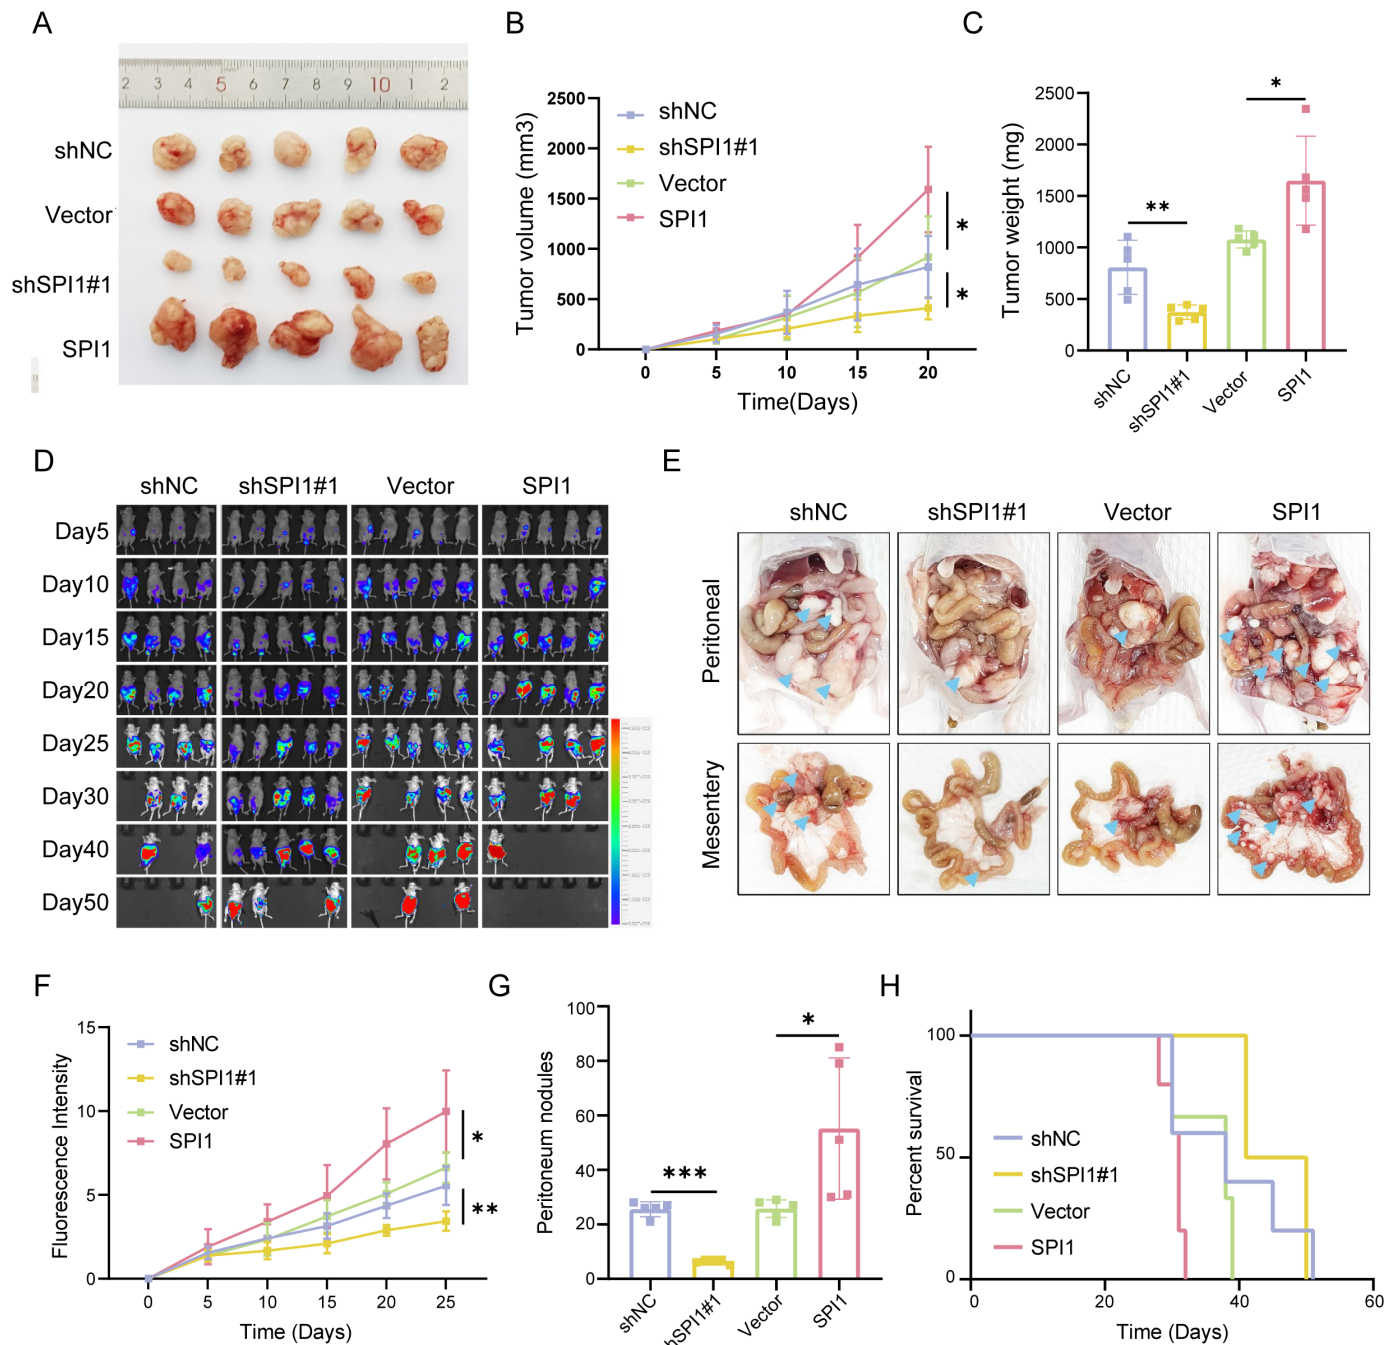 A
2 3 4 5 6 7 8 9 10 1 2
shNC
Vector
shSPI1#1
SPI1
B
Tumor volume (mm3)
2500
2000
1500
1000
500
0
shNC
shSPI1#1
Vector
SPI1
*
*
0 5 10 15 20
Time(Days)
C
Tumor weight (mg)
2500
2000
1500
1000
500
0
**
*
shNC
shSPI1#1
Vector
SPI1
D
shNC shSPI1#1 Vector SPI1
Day5
Day10
Day15
Day20
Day25
Day30
Day40
Day50
E
shNC shSPI1#1 Vector SPI1
Peritoneal
Mesentery
F
Fluorescence Intensity
15
10
5
0
shNC
shSPI1#1
Vector
SPI1
*
**
0 5 10 15 20 25
Time (Days)
G
Peritoneum nodules
100
80
60
40
20
0
***
*
shNC
hSPI1#1
Vector
SPI1
H
Percent survival
100
50
0
shNC
shSPI1#1
Vector
SPI1
0 20 40 60
Time (Days)